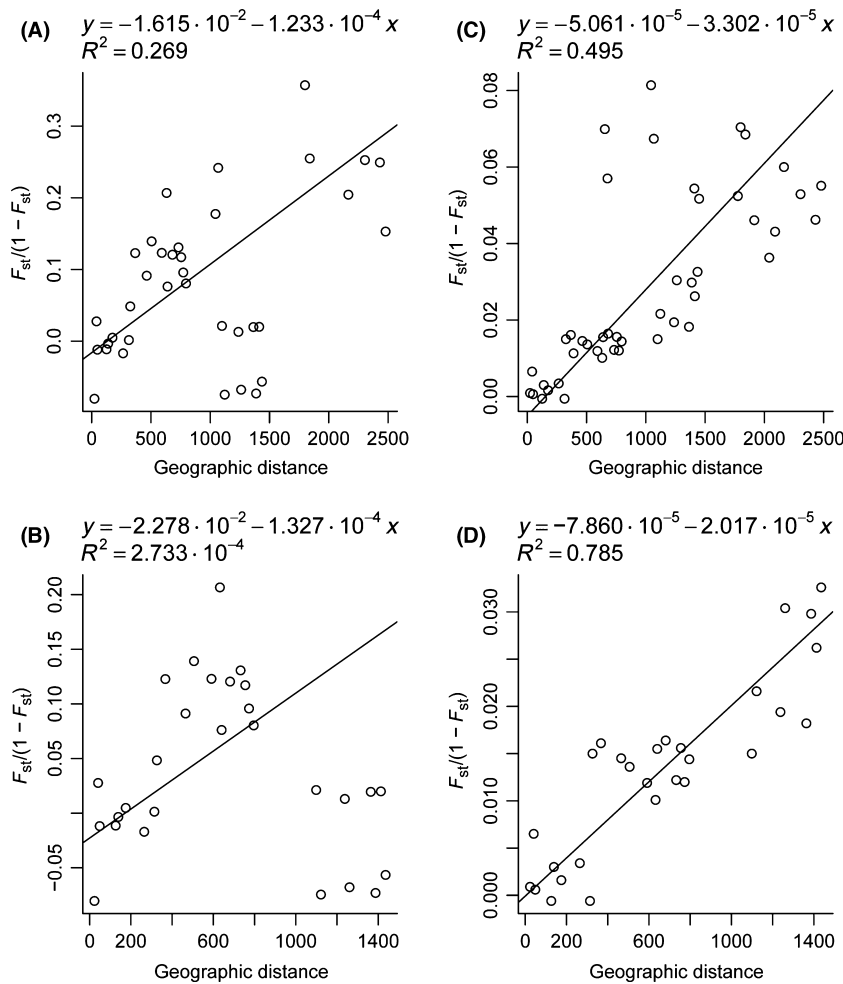 (A)
y = −1.615 · 10⁻² − 1.233 · 10⁻⁴ x
R² = 0.269
0.3
0.2
0.1
0.0
Fst/(1 − Fst)
0 500 1000 1500 2000 2500
Geographic distance
(C)
y = −5.061 · 10⁻⁵ − 3.302 · 10⁻⁵ x
R² = 0.495
0.08
0.06
0.04
0.02
0.00
Fst/(1 − Fst)
0 500 1000 1500 2000 2500
Geographic distance
(B)
y = −2.278 · 10⁻² − 1.327 · 10⁻⁴ x
R² = 2.733 · 10⁻⁴
0.20
0.15
0.10
0.05
−0.05
Fst/(1 − Fst)
0 200 600 1000 1400
Geographic distance
(D)
y = −7.860 · 10⁻⁵ − 2.017 · 10⁻⁵ x
R² = 0.785
0.030
0.020
0.010
0.000
Fst/(1 − Fst)
0 200 600 1000 1400
Geographic distance